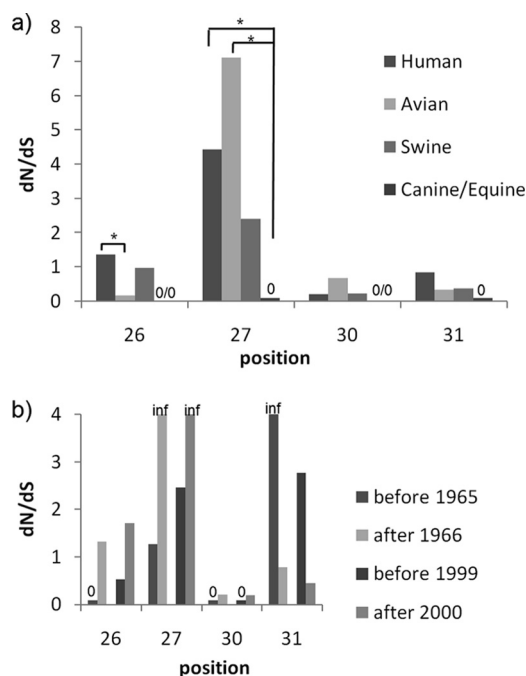 a)
8
7
6
5
4
3
2
1
0
dN/dS
*
*
*
0/0
0
0/0
0
26 27 30 31
position
Human
Avian
Swine
Canine/Equine
b)
4
3
2
1
0
dN/dS
inf inf inf
0 0 0
26 27 30 31
position
before 1965
after 1966
before 1999
after 2000